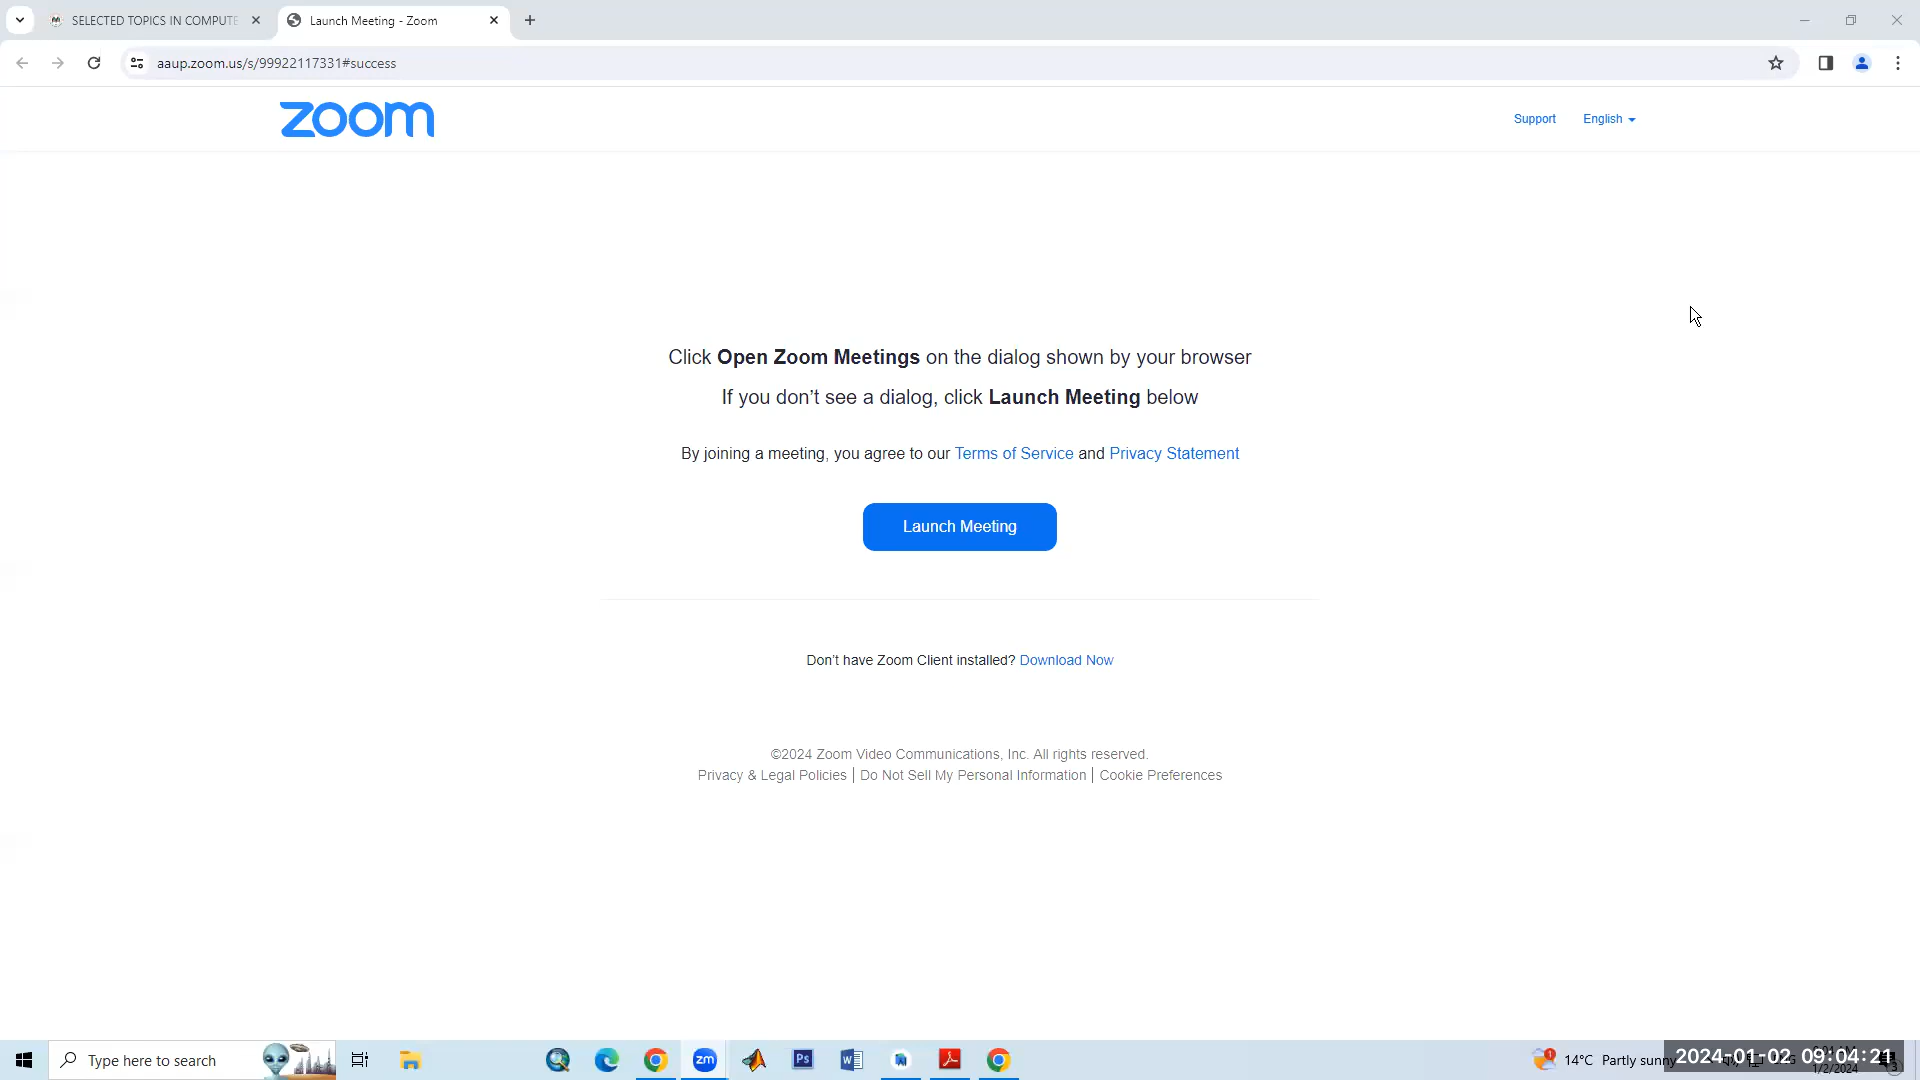 SELECTED TOPICS IN COMPUTE
Launch Meeting - Zoom
aaup.zoom.us/s/99922117331#success
zoom
Support
English
Click Open Zoom Meetings on the dialog shown by your browser
If you don't see a dialog, click Launch Meeting below
By joining a meeting, you agree to our Terms of Service and Privacy Statement
Launch Meeting
Don't have Zoom Client installed? Download Now
©2024 Zoom Video Communications, Inc. All rights reserved.
Privacy & Legal Policies | Do Not Sell My Personal Information | Cookie Preferences
Type here to search
zm
Ps
W
1
14°C Partly sunny
2024-01-02 09:04:21
1/2/2024
3